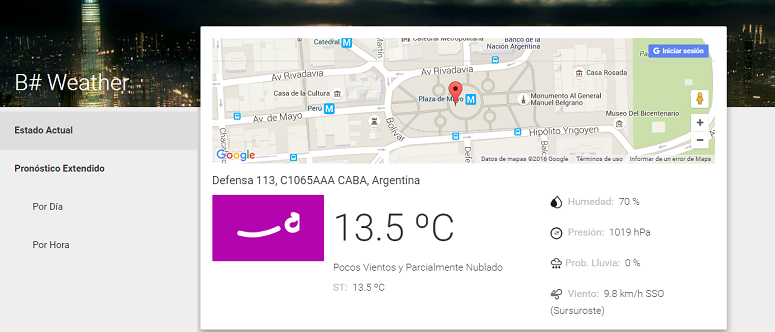 B# Weather
Estado Actual
Pronóstico Extendido
Por Día
Por Hora
Catedral M
Catedral Metropolitana
Banco de la
Nación Argentina
Iniciar sesión
Av Rivadavia
Av Rivadavia
Casa Rosada
Casa de la Cultura
Perú M
Plaza de Mayo M
Monumento Al General
Manuel Belgrano
Av. de Mayo
Bolívar
Museo Del Bicentenario
Hipólito Yrigoyen
Defe
Google
Datos de mapas ©2016 Google
Términos de uso
Informar de un error de Maps
Defensa 113, C1065AAA CABA, Argentina
13.5 ºC
Pocos Vientos y Parcialmente Nublado
ST: 13.5 ºC
Humedad: 70 %
Presión: 1019 hPa
Prob. Lluvia: 0 %
Viento: 9.8 km/h SSO
(Sursuroste)